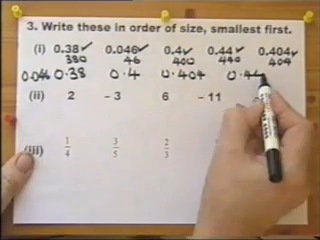 3. Write these in order of size, smallest first.
(i) 0.38✓ 0.046✓ 0.4✓ 0.44✓ 0.404✓
380 46 400 440 404
0.046 0.38 0.4 0.404 0.44
(ii) 2 - 3 6 - 11
(iii) 1/4 3/5 2/3